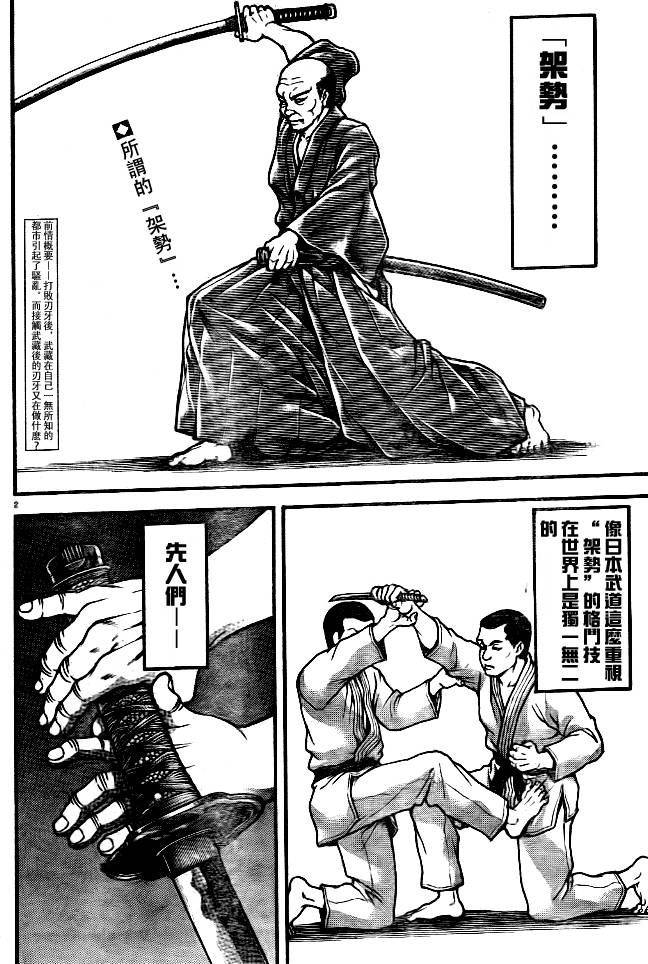 「架勢」………
◆所謂的『架勢』…
前情概要——打敗刃牙後，武藏在自己一無所知的
都市引起了騷亂。而接觸武藏後的刃牙又在做什麼？
2
像日本武道這麼重視
“架勢”的格鬥技
在世界上是獨一無二
的
先人們——